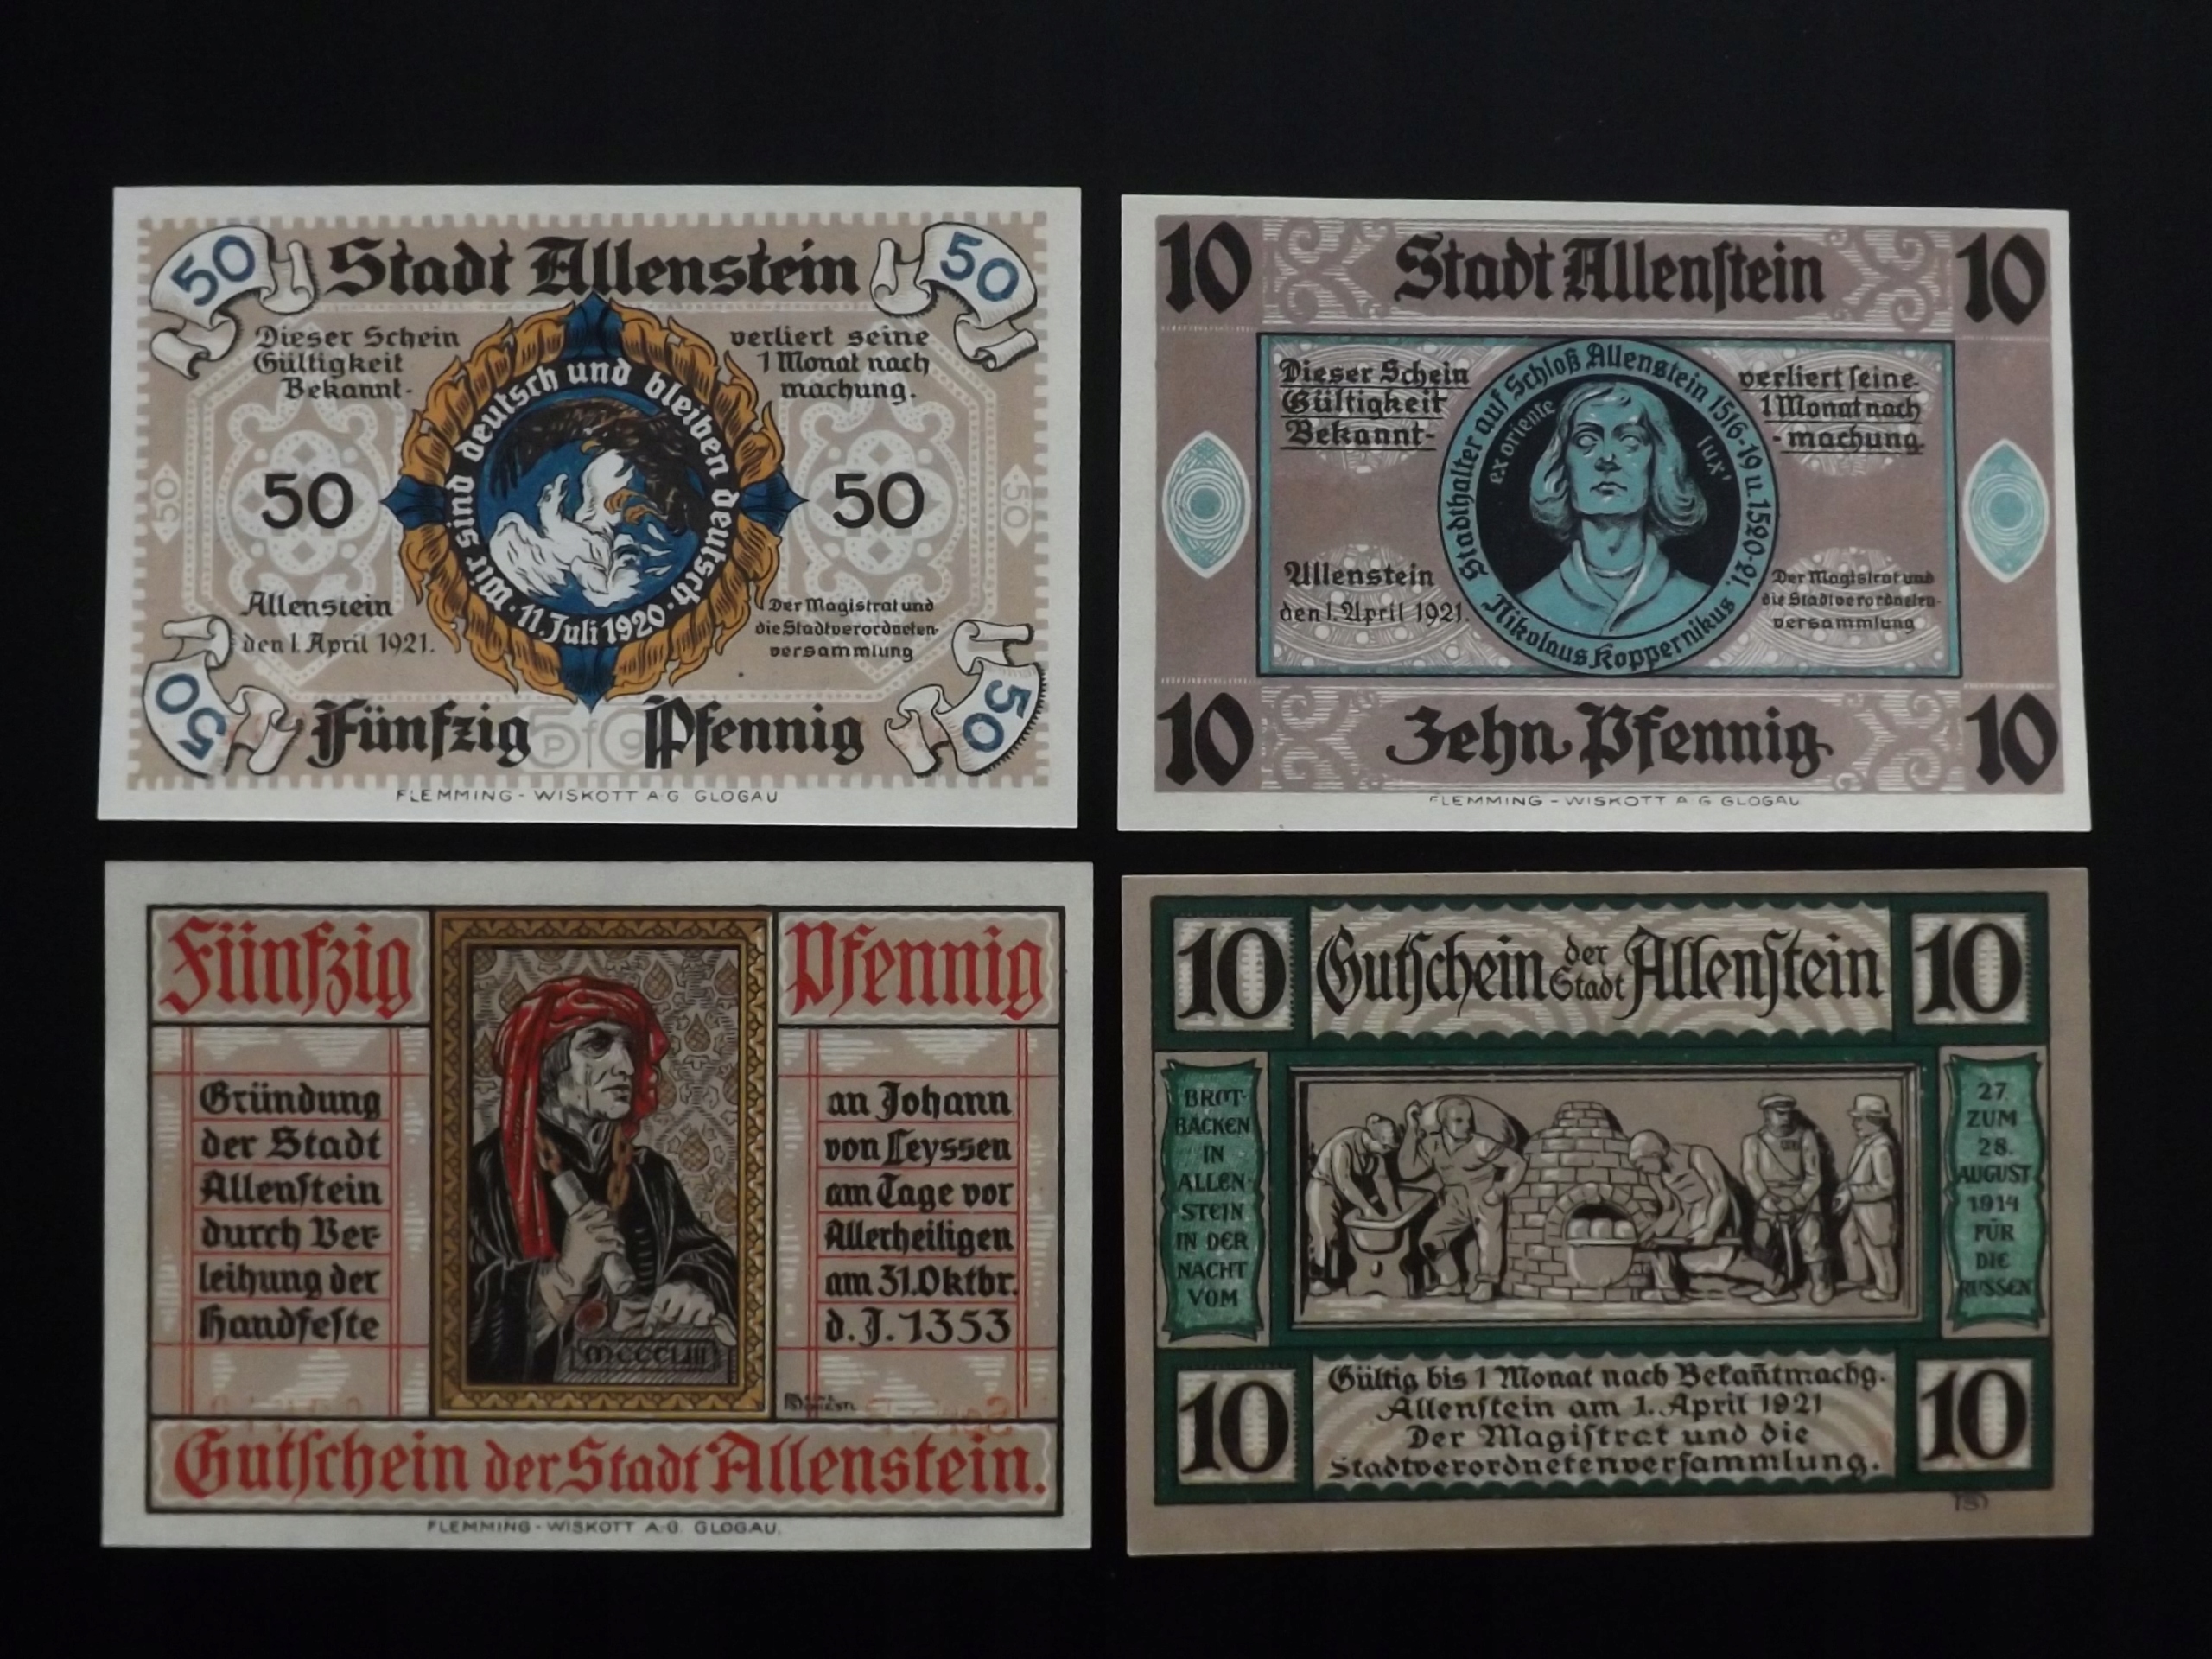 50
50
Stadt Allenstein
Dieser Schein verliert seine
Gültigkeit 1 Monat nach
Bekannt- machung.
50
50
50
50
Wir sind deutsch und bleiben deutsch · 11. Juli 1920 ·
Allenstein
den 1. April 1921.
Der Magistrat und
die Stadtverordneten-
versammlung
50
50
Fünfzig Pfennig
50
Pfg
FLEMMING - WISKOTT A G GLOGAU
10
Stadt Allenſtein
10
Dieser Schein verliert ſeine
Gültigkeit 1 Monat nach
Bekannt- -machung
Stadthalter auf Schloß Allenstein 1516-19 u. 1520-21.
Nikolaus Koppernikus
ex oriente lux'
Allenstein
den 1. April 1921.
Der Magistrat und
die Stadtverordneten-
versammlung
10
Zehn Pfennig
10
FLEMMING - WISKOTT A G GLOGAU
Fünfzig Pfennig
Gründung
der Stadt
Allenſtein
durch Ver-
leihung der
Handfeſte
an Johann
von Leyssen
am Tage vor
Allerheiligen
am 31. Oktbr.
d. J. 1353
MCCCLIII
Gutſchein der Stadt Allenstein.
FLEMMING - WISKOTT A.G. GLOGAU.
10
Gutſchein der Stadt Allenſtein
10
BROT-
BACKEN
IN
ALLEN-
STEIN
IN DER
NACHT
VOM
27.
ZUM
28.
AUGUST
1914
FÜR
DIE
RUSSEN
10
Gültig bis 1 Monat nach Bekañtmachg.
Allenſtein am 1. April 1921
Der Magiſtrat und die
Stadtverordnetenverſammlung.
10